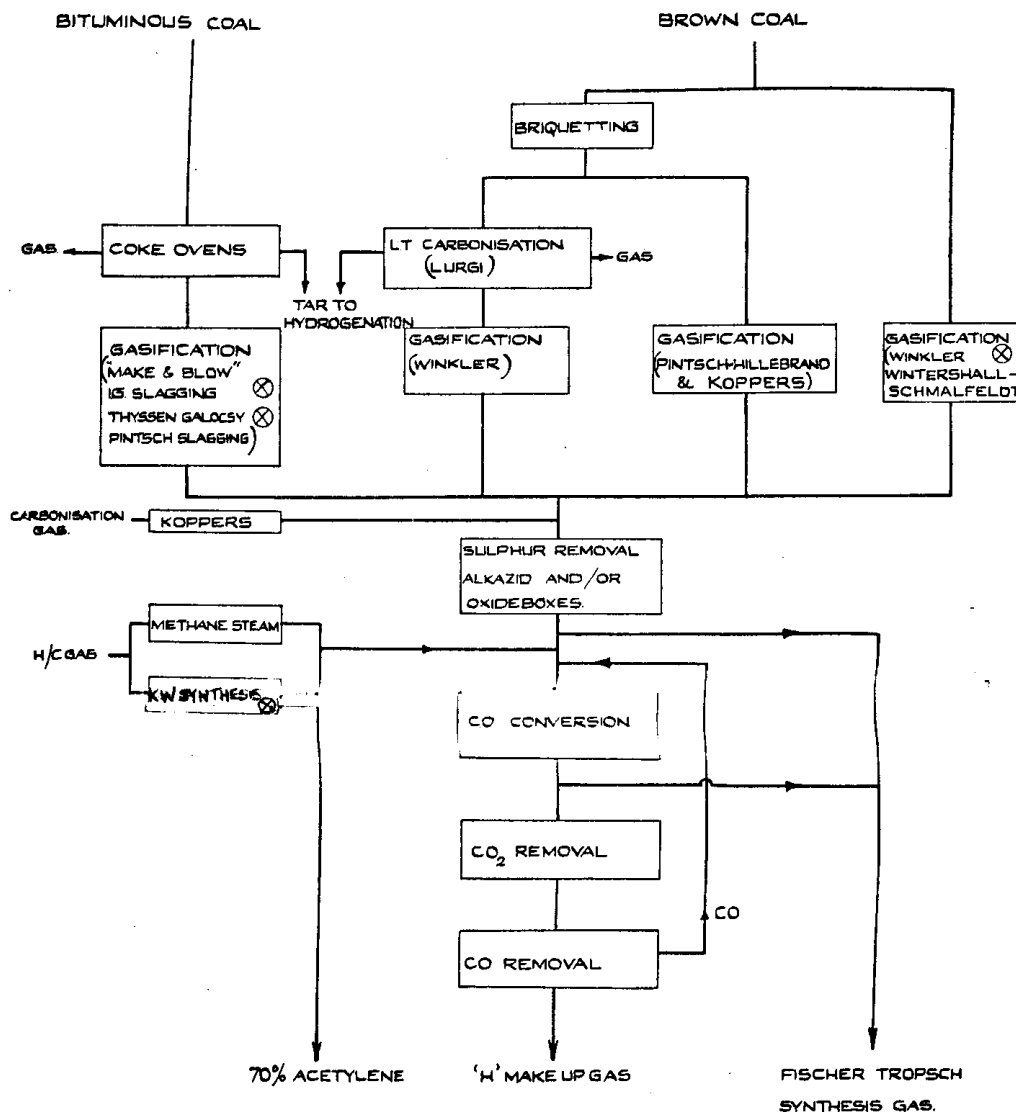 BITUMINOUS COAL
BROWN COAL
BRIQUETTING
GAS
COKE OVENS
LT CARBONISATION
(LURGI)
GAS
TAR TO
HYDROGENATION
GASIFICATION
("MAKE & BLOW"
I.G. SLAGGING
THYSSEN GALOCSY
PINTSCH SLAGGING)
GASIFICATION
(WINKLER)
GASIFICATION
(PINTSCH-HILLEBRAND
& KOPPERS)
GASIFICATION
(WINKLER
WINTERSHALL-
SCHMALFELDT)
CARBONISATION
GAS.
KOPPERS
SULPHUR REMOVAL
ALKAZID AND/OR
OXIDEBOXES.
METHANE STEAM
H/C GAS
KW SYNTHESIS
CO CONVERSION
CO₂ REMOVAL
CO
CO REMOVAL
70% ACETYLENE
'H' MAKE UP GAS
FISCHER TROPSCH
SYNTHESIS GAS.